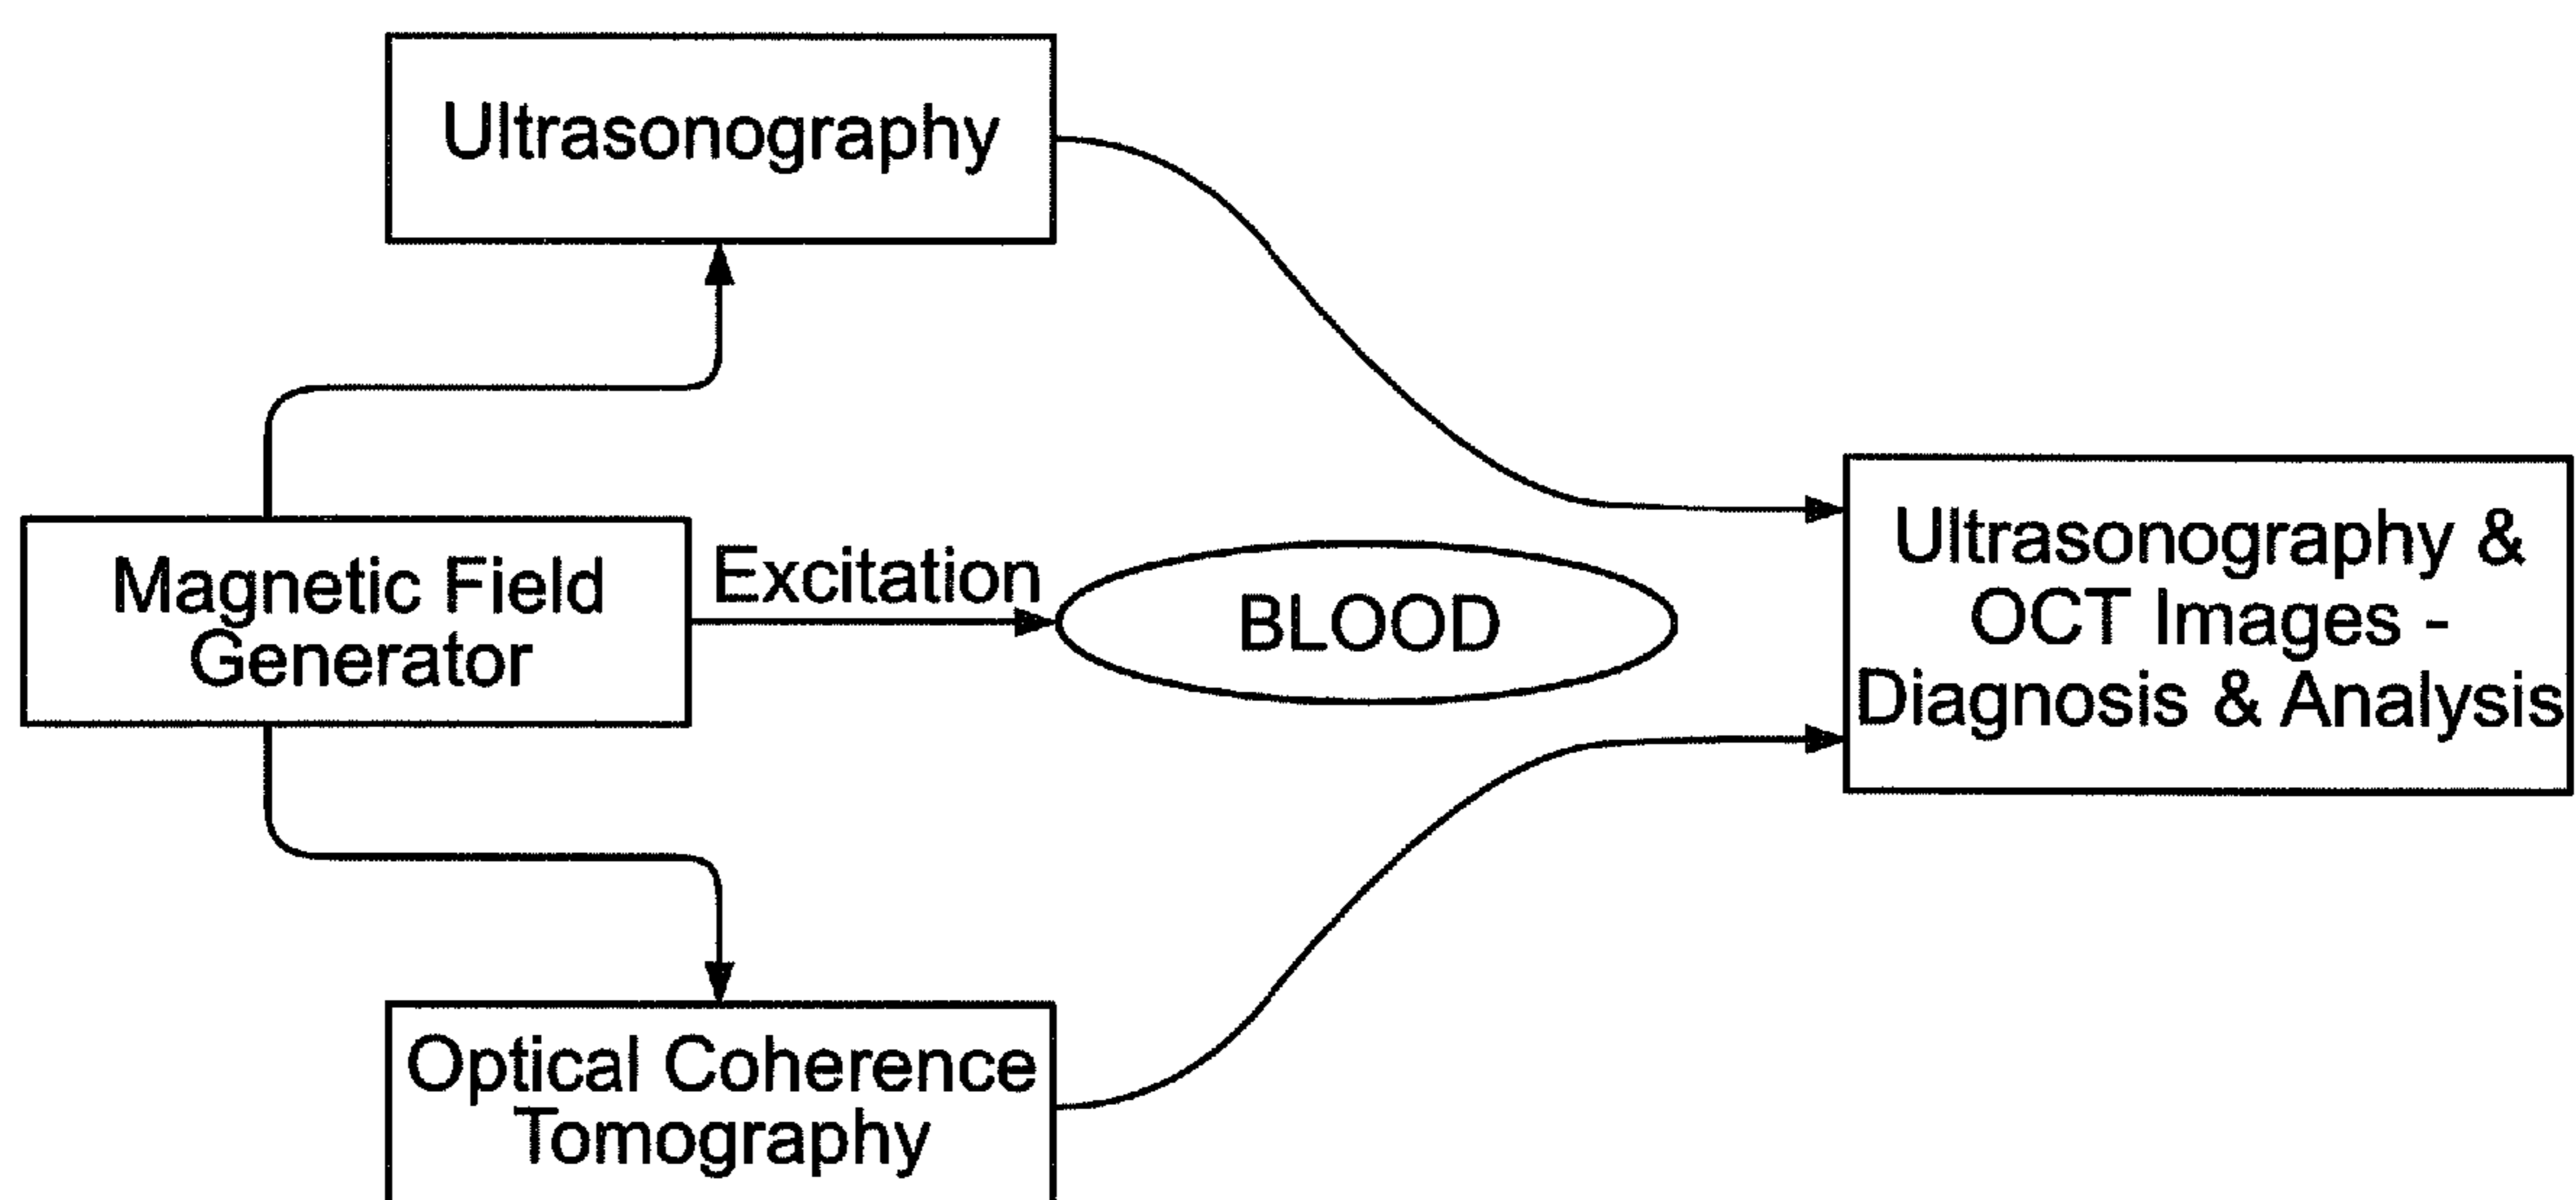 Ultrasonography
Magnetic Field
Generator
Excitation
BLOOD
Ultrasonography &
OCT Images -
Diagnosis & Analysis
Optical Coherence
Tomography